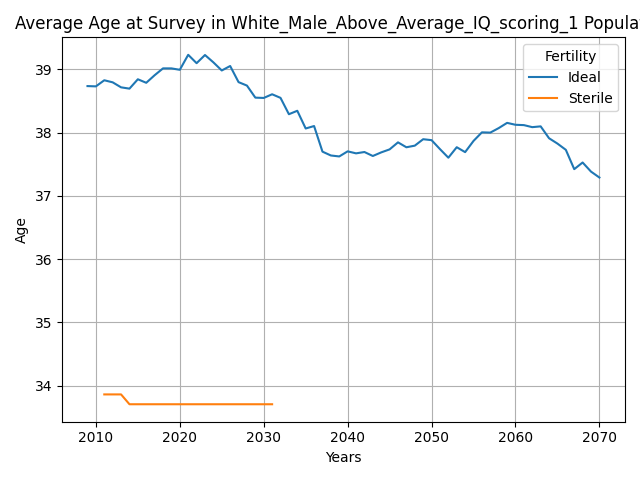 Average Age at Survey in White_Male_Above_Average_IQ_scoring_1 Popula
Fertility
Ideal
Sterile
39
38
37
36
35
34
Age
2010 2020 2030 2040 2050 2060 2070
Years